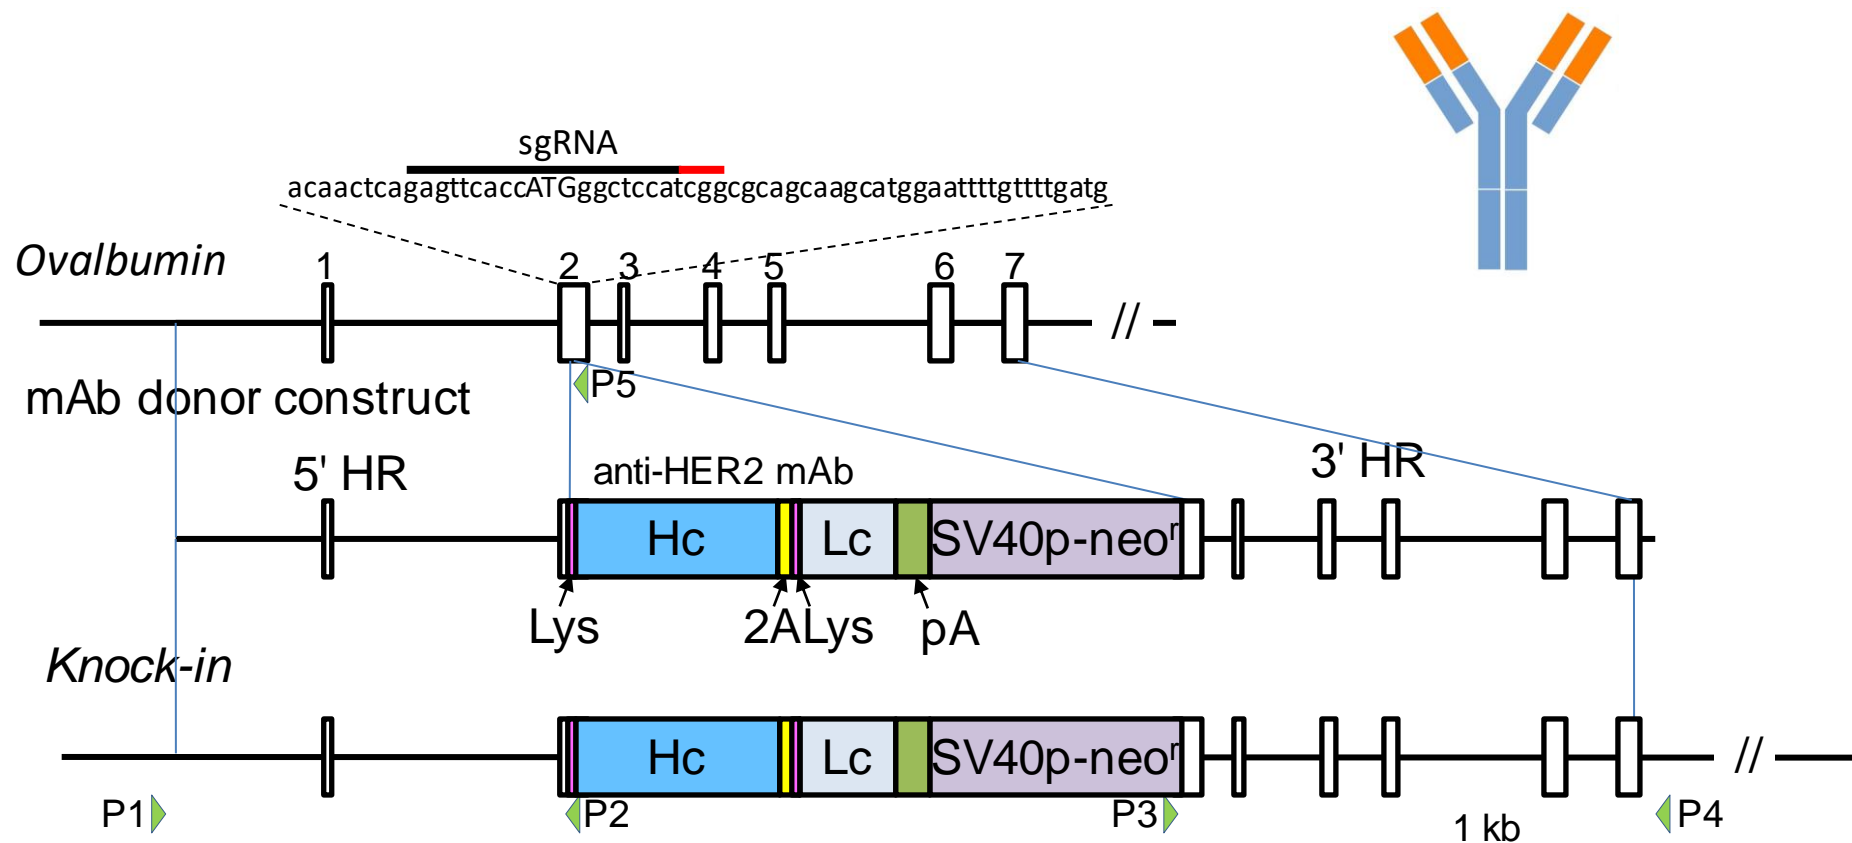 sgRNA
acaactcagagttcaccATGggctccatcggcgcagcaagcatggaattttgttttgatg
Ovalbumin
1 2 3 4 5 6 7
//
P5
mAb donor construct
5' HR
anti-HER2 mAb
3' HR
Hc Lc SV40p-neoʳ
Lys 2A Lys pA
Knock-in
Hc Lc SV40p-neoʳ
//
P1 P2 P3 P4
1 kb